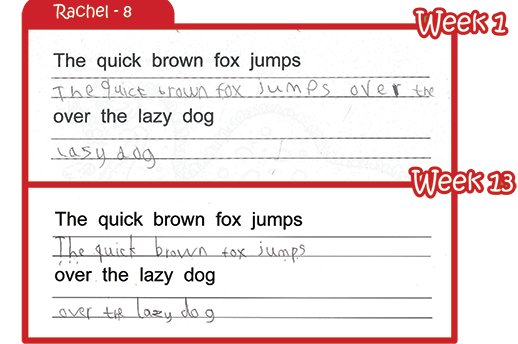 Rachel - 8
Week 1
The quick brown fox jumps
The quick brown fox jumps over the
over the lazy dog
lasy dog
Week 13
The quick brown fox jumps
The quick brown fox jumps
over the lazy dog
over the lazy dog